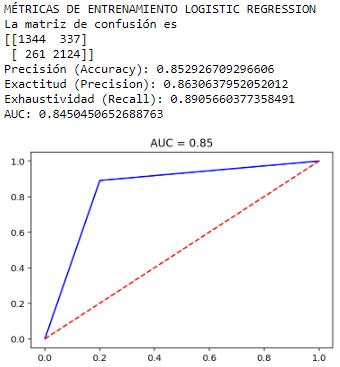 MÉTRICAS DE ENTRENAMIENTO LOGISTIC REGRESSION
La matriz de confusión es
[[1344 337]
[ 261 2124]]
Precisión (Accuracy): 0.852926709296606
Exactitud (Precision): 0.8630637952052012
Exhaustividad (Recall): 0.8905660377358491
AUC: 0.8450450652688763
AUC = 0.85
1.0
0.8
0.6
0.4
0.2
0.0
0.0 0.2 0.4 0.6 0.8 1.0